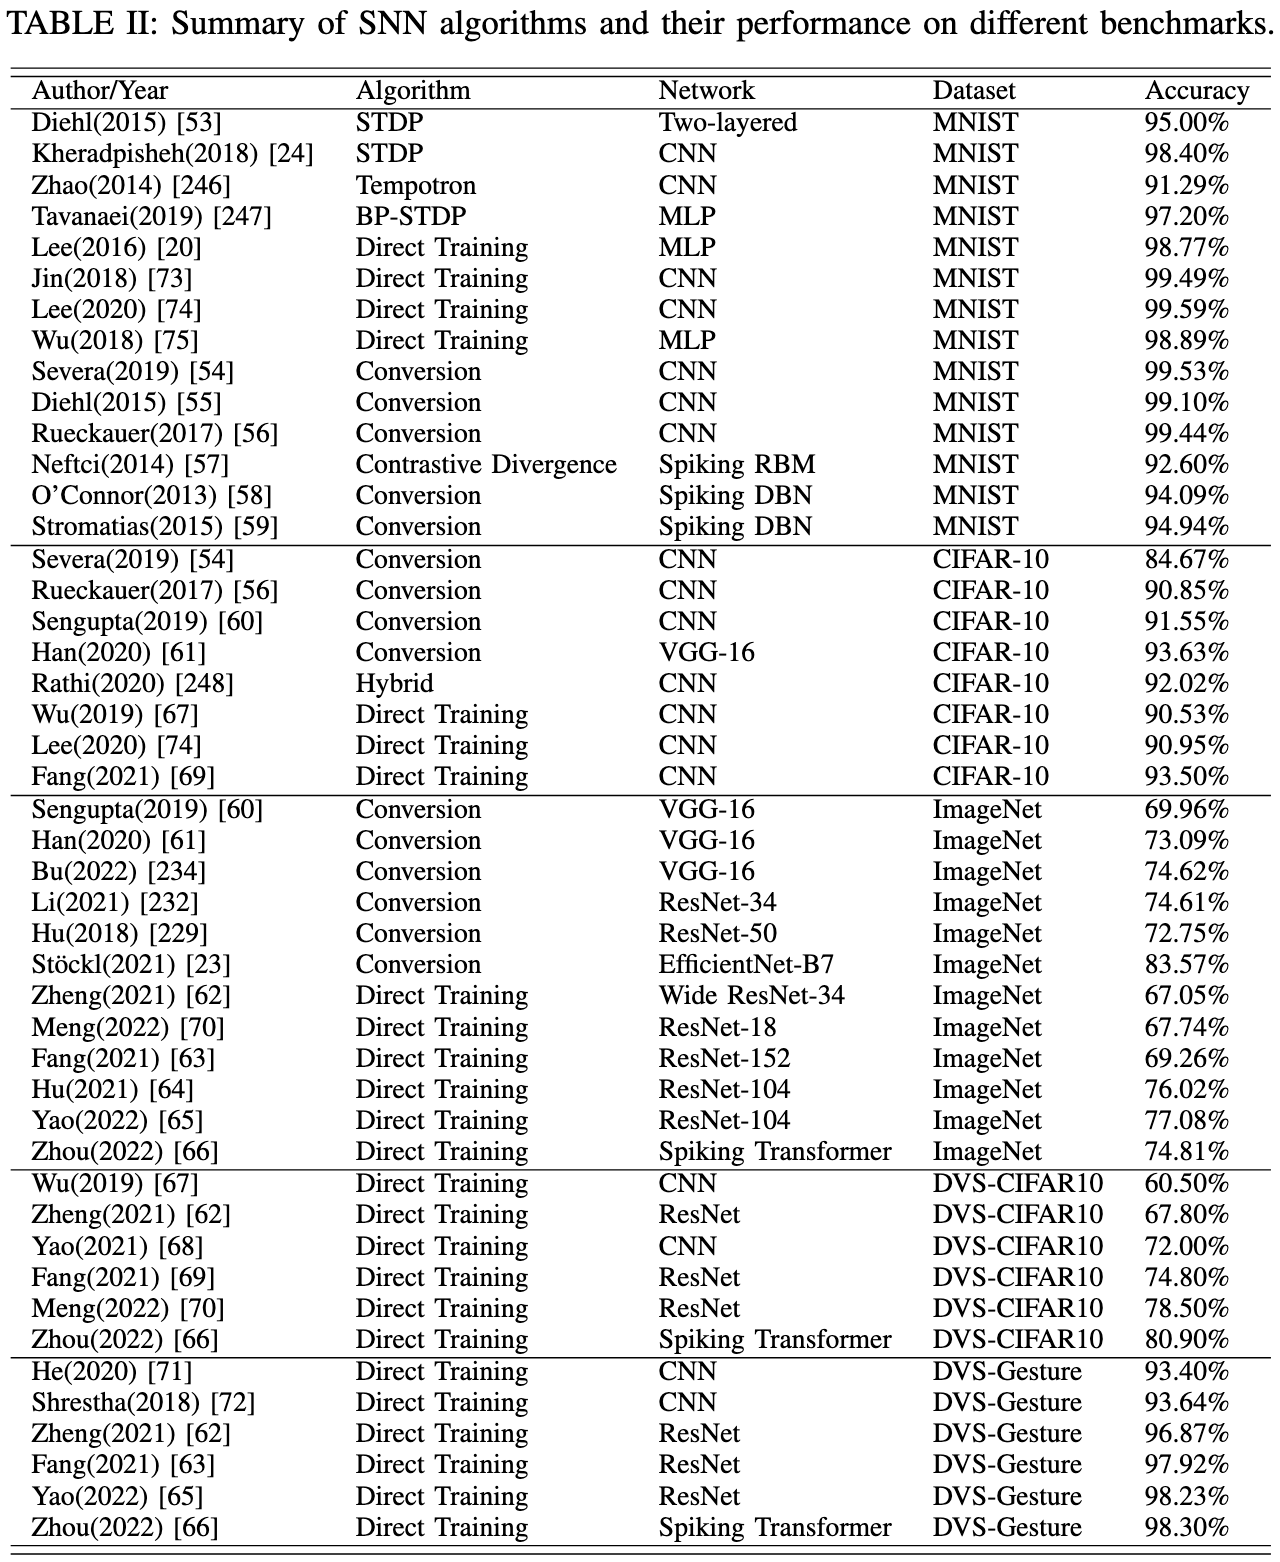 TABLE II: Summary of SNN algorithms and their performance on different benchmarks.
Author/Year Algorithm Network Dataset Accuracy
Diehl(2015) [53] STDP Two-layered MNIST 95.00%
Kheradpisheh(2018) [24] STDP CNN MNIST 98.40%
Zhao(2014) [246] Tempotron CNN MNIST 91.29%
Tavanaei(2019) [247] BP-STDP MLP MNIST 97.20%
Lee(2016) [20] Direct Training MLP MNIST 98.77%
Jin(2018) [73] Direct Training CNN MNIST 99.49%
Lee(2020) [74] Direct Training CNN MNIST 99.59%
Wu(2018) [75] Direct Training MLP MNIST 98.89%
Severa(2019) [54] Conversion CNN MNIST 99.53%
Diehl(2015) [55] Conversion CNN MNIST 99.10%
Rueckauer(2017) [56] Conversion CNN MNIST 99.44%
Neftci(2014) [57] Contrastive Divergence Spiking RBM MNIST 92.60%
O’Connor(2013) [58] Conversion Spiking DBN MNIST 94.09%
Stromatias(2015) [59] Conversion Spiking DBN MNIST 94.94%
Severa(2019) [54] Conversion CNN CIFAR-10 84.67%
Rueckauer(2017) [56] Conversion CNN CIFAR-10 90.85%
Sengupta(2019) [60] Conversion CNN CIFAR-10 91.55%
Han(2020) [61] Conversion VGG-16 CIFAR-10 93.63%
Rathi(2020) [248] Hybrid CNN CIFAR-10 92.02%
Wu(2019) [67] Direct Training CNN CIFAR-10 90.53%
Lee(2020) [74] Direct Training CNN CIFAR-10 90.95%
Fang(2021) [69] Direct Training CNN CIFAR-10 93.50%
Sengupta(2019) [60] Conversion VGG-16 ImageNet 69.96%
Han(2020) [61] Conversion VGG-16 ImageNet 73.09%
Bu(2022) [234] Conversion VGG-16 ImageNet 74.62%
Li(2021) [232] Conversion ResNet-34 ImageNet 74.61%
Hu(2018) [229] Conversion ResNet-50 ImageNet 72.75%
Stöckl(2021) [23] Conversion EfficientNet-B7 ImageNet 83.57%
Zheng(2021) [62] Direct Training Wide ResNet-34 ImageNet 67.05%
Meng(2022) [70] Direct Training ResNet-18 ImageNet 67.74%
Fang(2021) [63] Direct Training ResNet-152 ImageNet 69.26%
Hu(2021) [64] Direct Training ResNet-104 ImageNet 76.02%
Yao(2022) [65] Direct Training ResNet-104 ImageNet 77.08%
Zhou(2022) [66] Direct Training Spiking Transformer ImageNet 74.81%
Wu(2019) [67] Direct Training CNN DVS-CIFAR10 60.50%
Zheng(2021) [62] Direct Training ResNet DVS-CIFAR10 67.80%
Yao(2021) [68] Direct Training CNN DVS-CIFAR10 72.00%
Fang(2021) [69] Direct Training ResNet DVS-CIFAR10 74.80%
Meng(2022) [70] Direct Training ResNet DVS-CIFAR10 78.50%
Zhou(2022) [66] Direct Training Spiking Transformer DVS-CIFAR10 80.90%
He(2020) [71] Direct Training CNN DVS-Gesture 93.40%
Shrestha(2018) [72] Direct Training CNN DVS-Gesture 93.64%
Zheng(2021) [62] Direct Training ResNet DVS-Gesture 96.87%
Fang(2021) [63] Direct Training ResNet DVS-Gesture 97.92%
Yao(2022) [65] Direct Training ResNet DVS-Gesture 98.23%
Zhou(2022) [66] Direct Training Spiking Transformer DVS-Gesture 98.30%